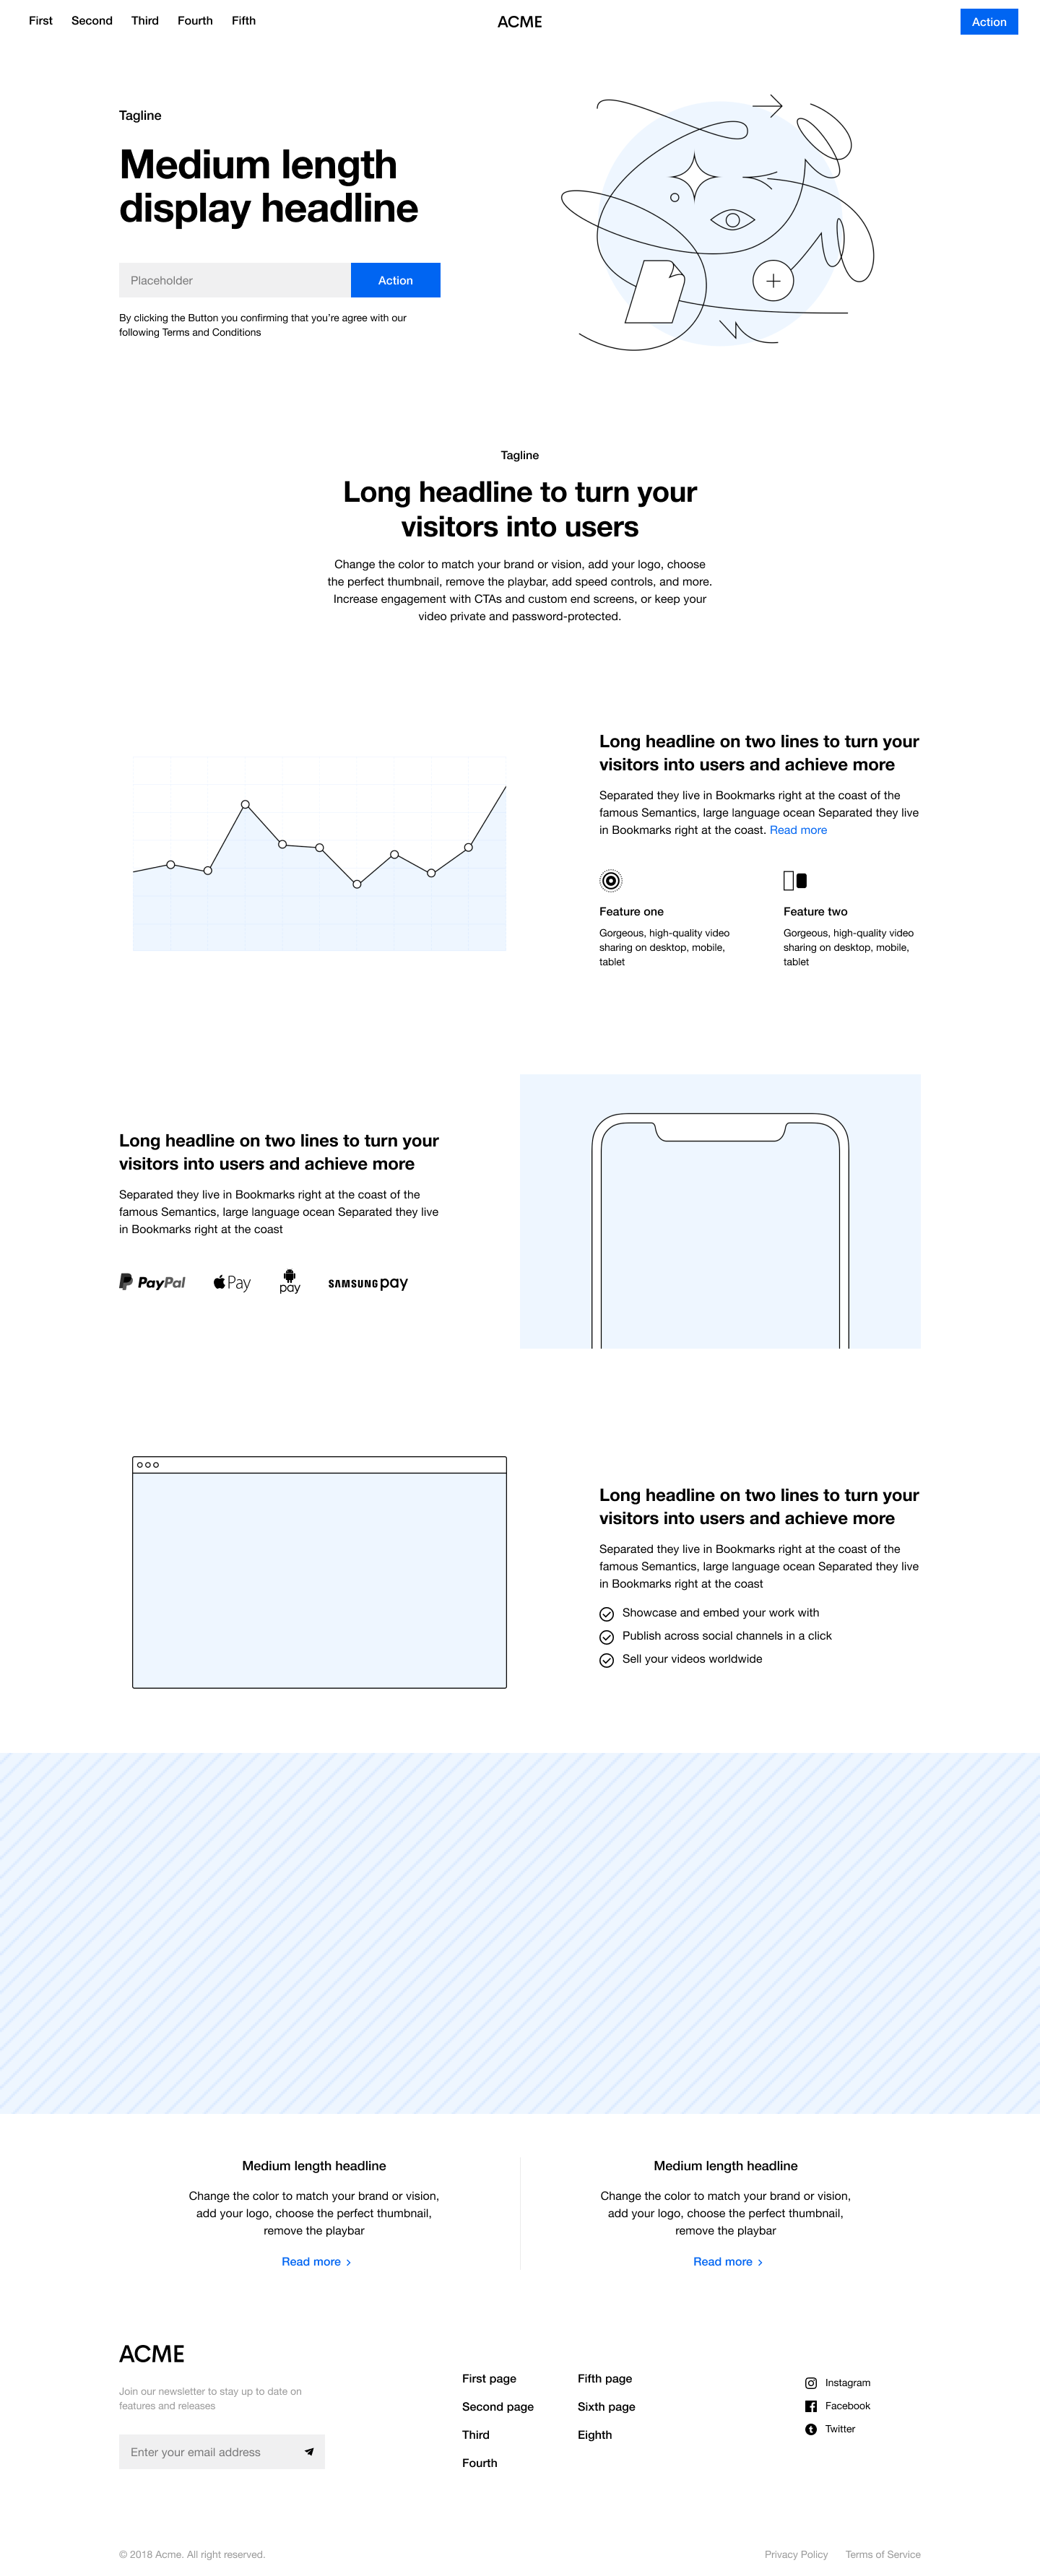 First Second Third Fourth Fifth ACME Action
Tagline
Medium length
display headline
Placeholder Action
By clicking the Button you confirming that you’re agree with our
following Terms and Conditions
Tagline
Long headline to turn your
visitors into users
Change the color to match your brand or vision, add your logo, choose
the perfect thumbnail, remove the playbar, add speed controls, and more.
Increase engagement with CTAs and custom end screens, or keep your
video private and password-protected.
Long headline on two lines to turn your
visitors into users and achieve more
Separated they live in Bookmarks right at the coast of the
famous Semantics, large language ocean Separated they live
in Bookmarks right at the coast. Read more
Feature one
Gorgeous, high-quality video
sharing on desktop, mobile,
tablet
Feature two
Gorgeous, high-quality video
sharing on desktop, mobile,
tablet
Long headline on two lines to turn your
visitors into users and achieve more
Separated they live in Bookmarks right at the coast of the
famous Semantics, large language ocean Separated they live
in Bookmarks right at the coast
PayPal Pay pay SAMSUNG pay
Long headline on two lines to turn your
visitors into users and achieve more
Separated they live in Bookmarks right at the coast of the
famous Semantics, large language ocean Separated they live
in Bookmarks right at the coast
Showcase and embed your work with
Publish across social channels in a click
Sell your videos worldwide
Medium length headline
Change the color to match your brand or vision,
add your logo, choose the perfect thumbnail,
remove the playbar
Read more
Medium length headline
Change the color to match your brand or vision,
add your logo, choose the perfect thumbnail,
remove the playbar
Read more
ACME
Join our newsletter to stay up to date on
features and releases
Enter your email address
First page
Second page
Third
Fourth
Fifth page
Sixth page
Eighth
Instagram
Facebook
Twitter
© 2018 Acme. All right reserved.
Privacy Policy Terms of Service